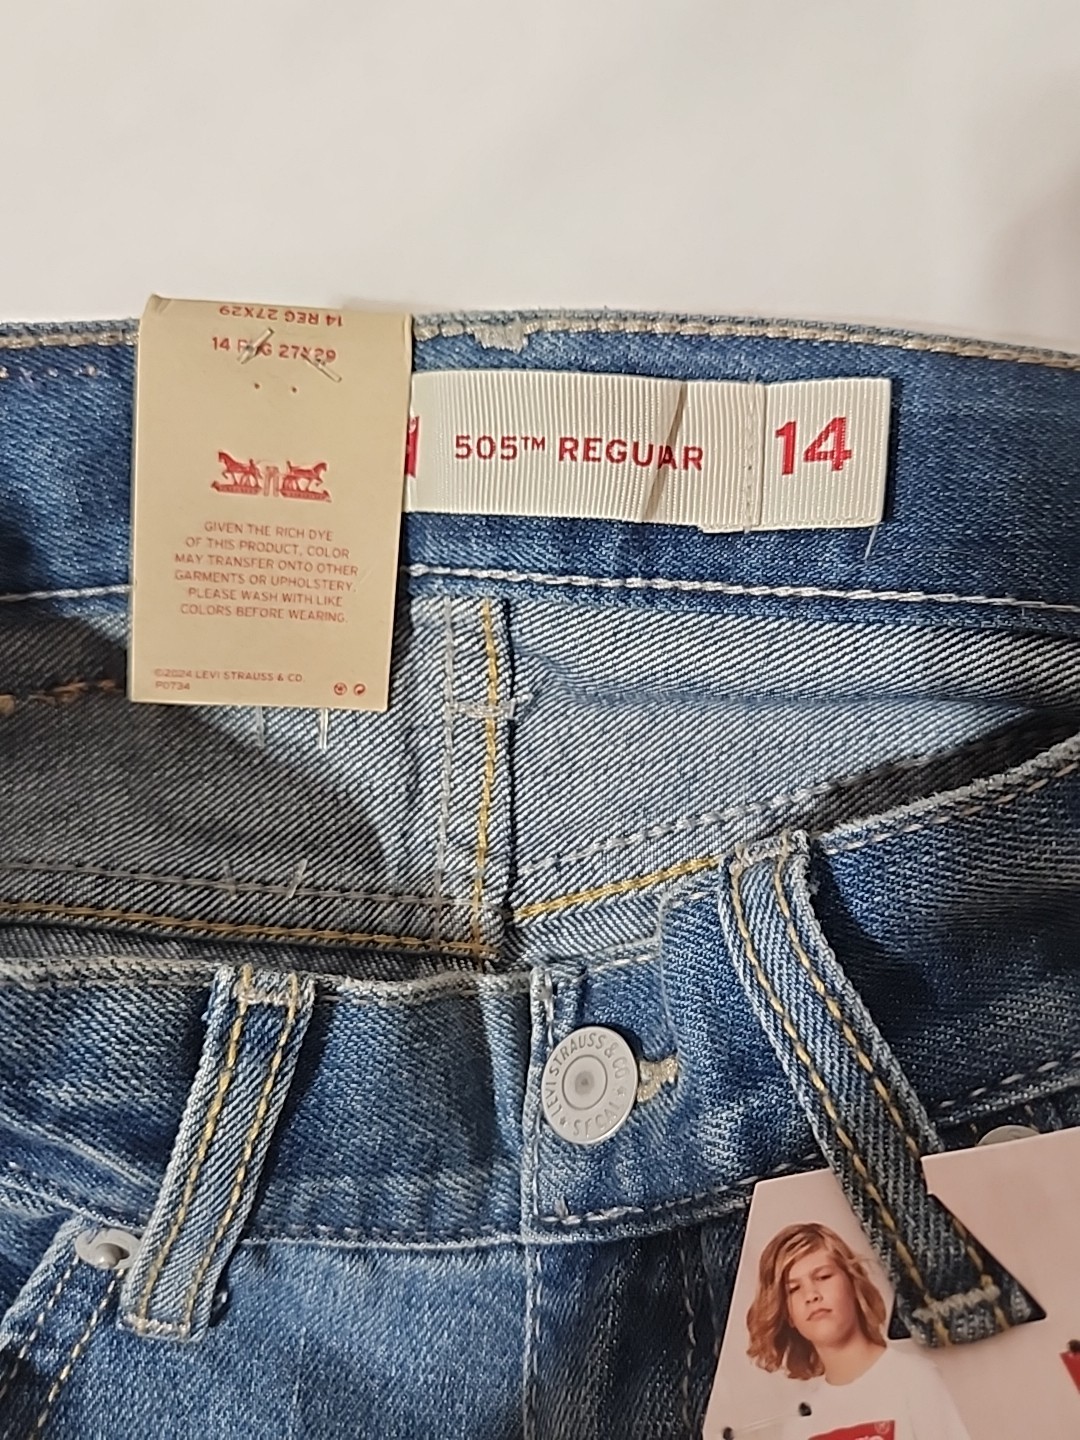 14 REG 27X29
14 REG 27X29
GIVEN THE RICH DYE
OF THIS PRODUCT, COLOR
MAY TRANSFER ONTO OTHER
GARMENTS OR UPHOLSTERY.
PLEASE WASH WITH LIKE
COLORS BEFORE WEARING.
©2024 LEVI STRAUSS & CO.
P0734
505™ REGULAR
14
LEVI STRAUSS & CO
S.F. CAL